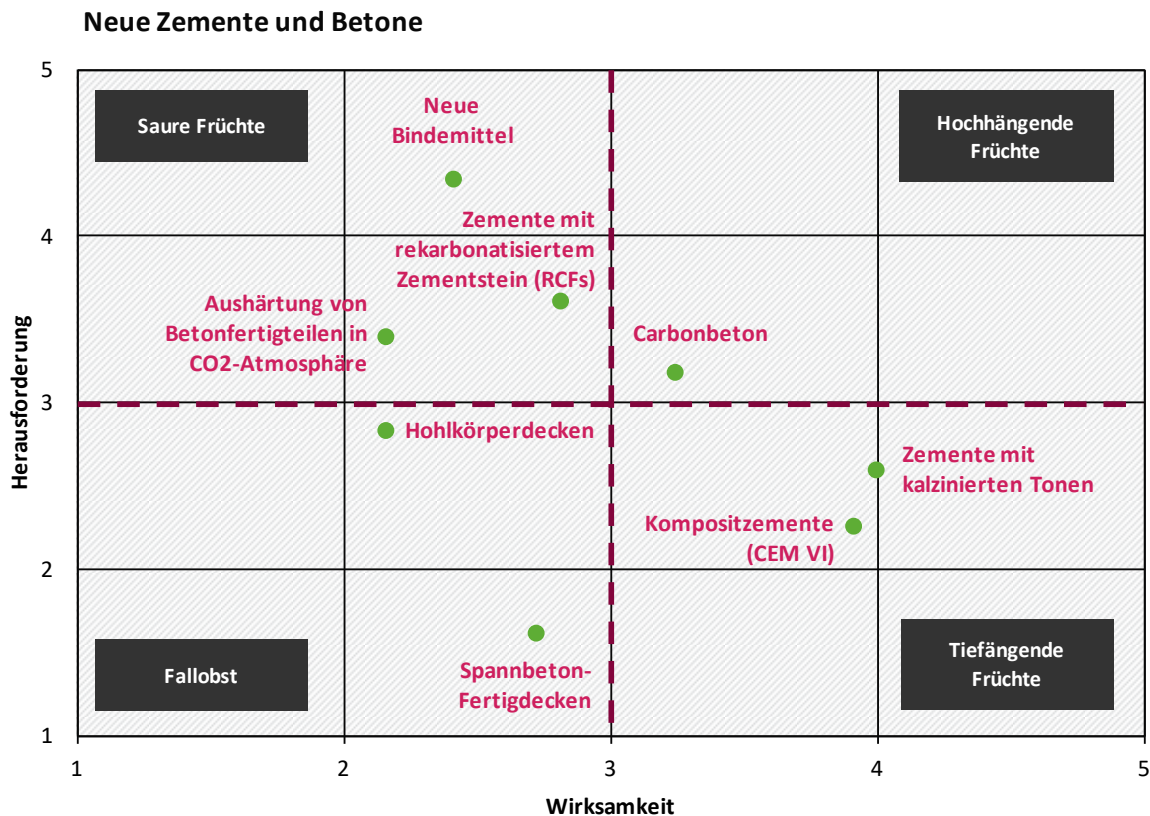 Neue Zemente und Betone
5
Saure Früchte
Neue
Bindemittel
Hochhängende
Früchte
4
Zemente mit
rekarbonatisiertem
Zementstein (RCFs)
Aushärtung von
Betonfertigteilen in
CO2-Atmosphäre
Carbonbeton
Herausforderung
3
Hohlkörperdecken
Zemente mit
kalzinierten Tonen
Kompositzemente
(CEM VI)
2
Fallobst
Spannbeton-
Fertigdecken
Tiefängende
Früchte
1
1
2
3
4
5
Wirksamkeit